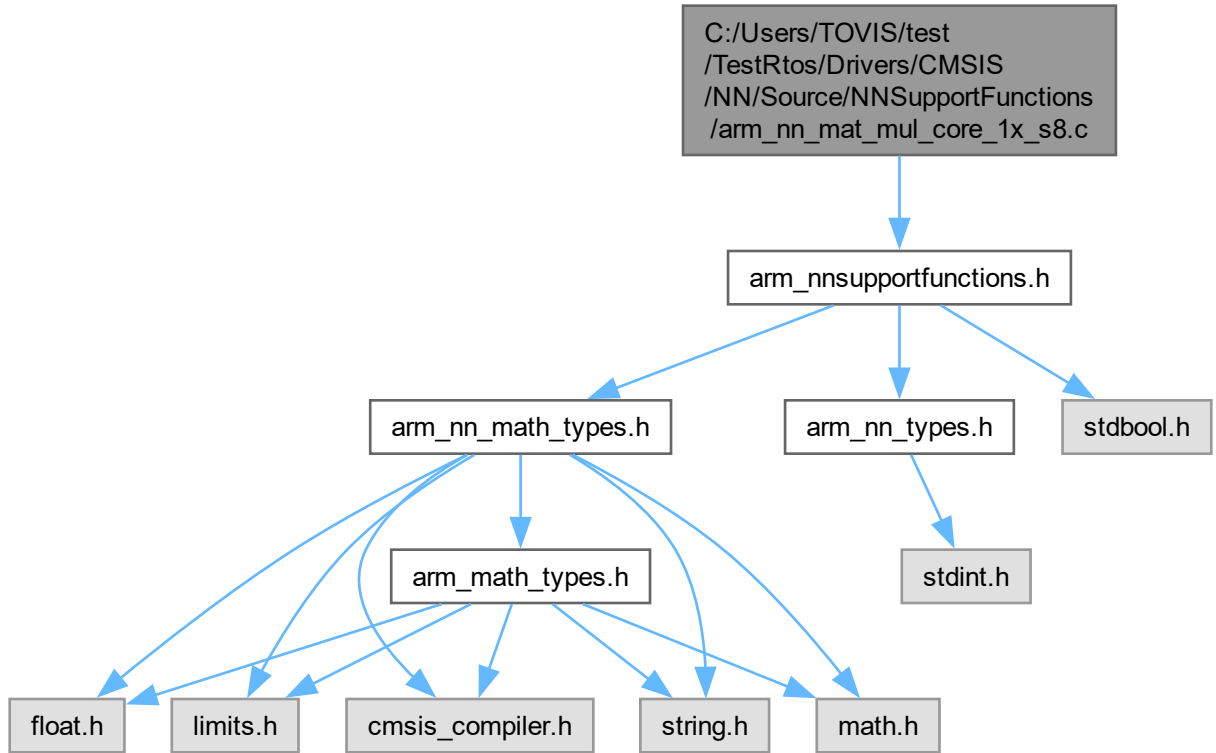 C:/Users/TOVIS/test
/TestRtos/Drivers/CMSIS
/NN/Source/NNSupportFunctions
/arm_nn_mat_mul_core_1x_s8.c
arm_nnsupportfunctions.h
arm_nn_math_types.h
arm_nn_types.h
stdbool.h
arm_math_types.h
stdint.h
float.h
limits.h
cmsis_compiler.h
string.h
math.h